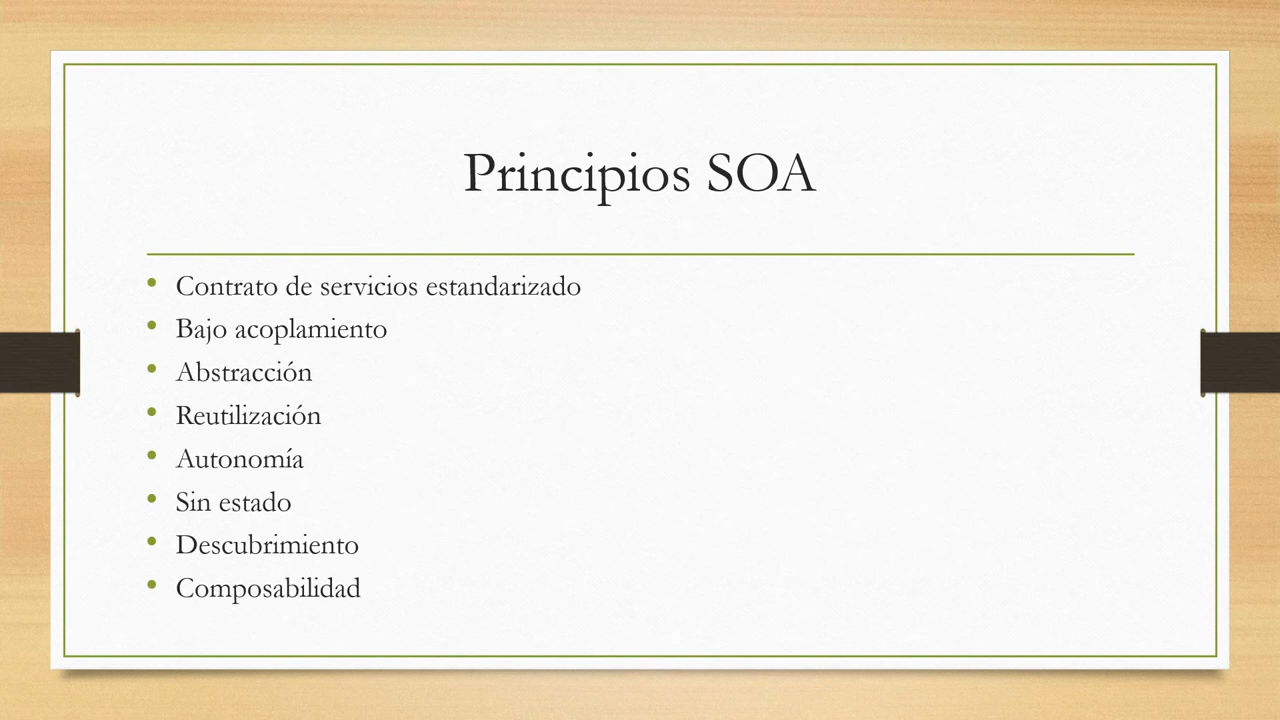 Principios SOA
• Contrato de servicios estandarizado
• Bajo acoplamiento
• Abstracción
• Reutilización
• Autonomía
• Sin estado
• Descubrimiento
• Composabilidad